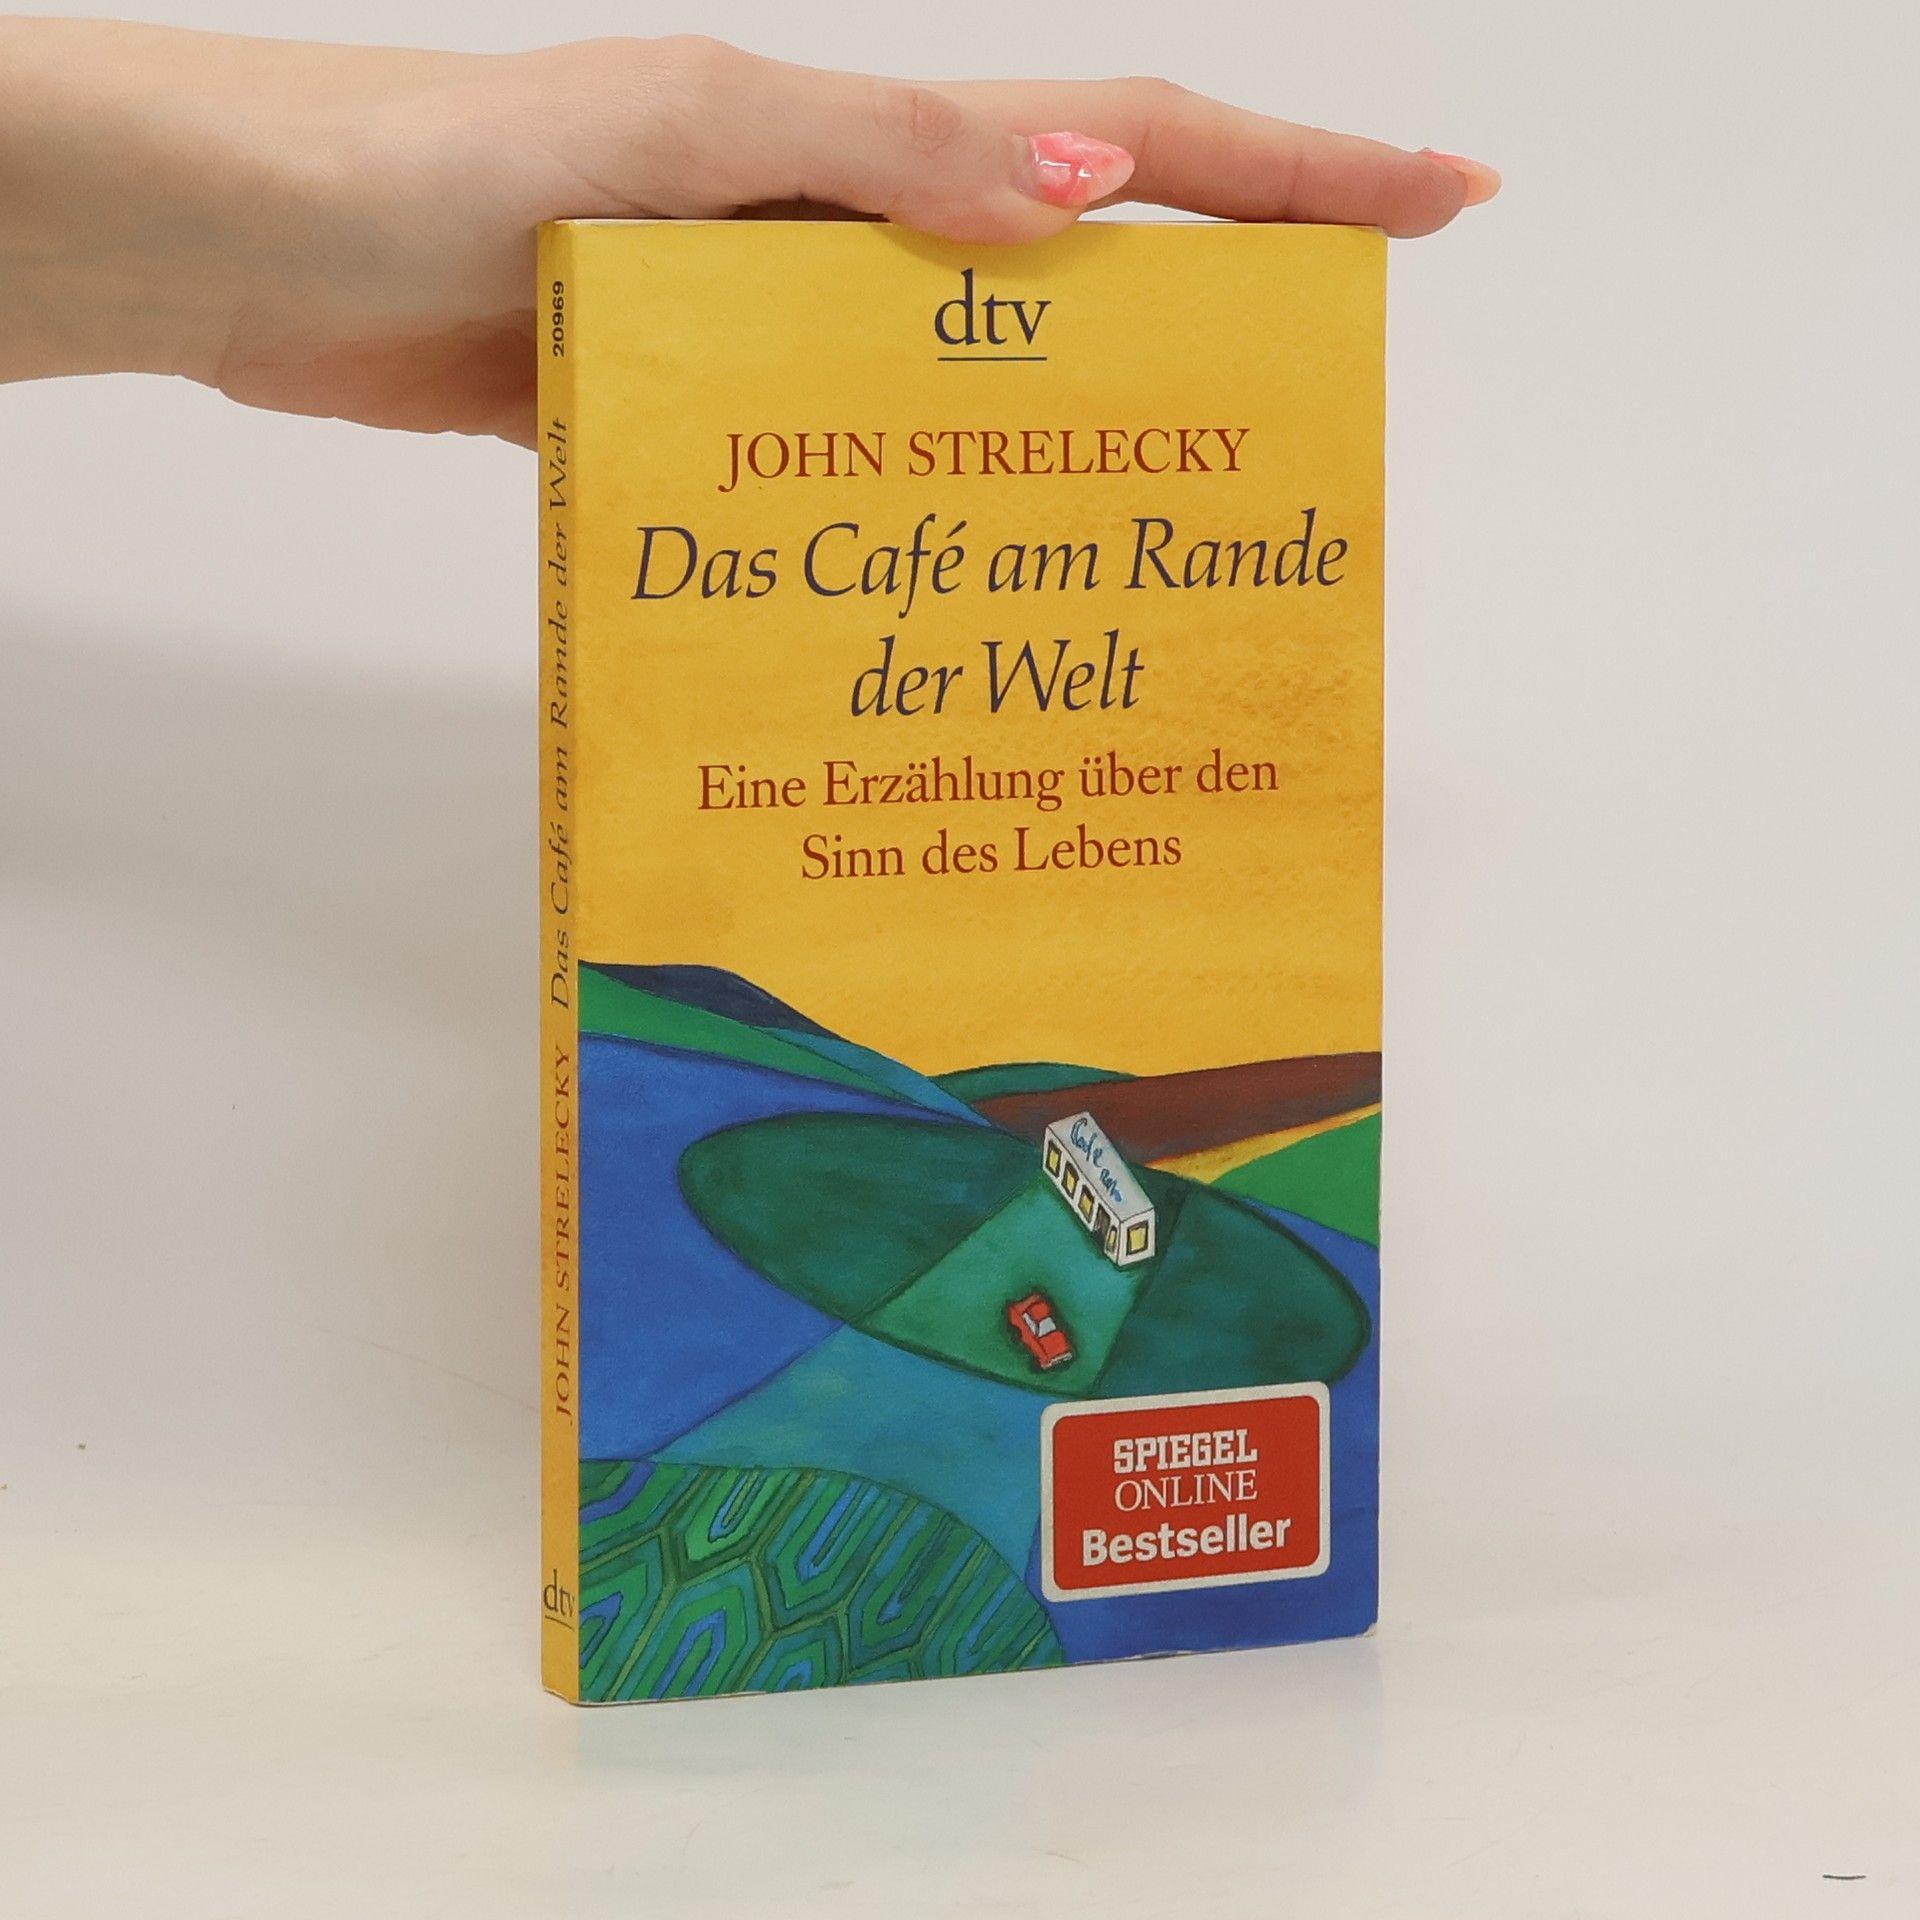 dtv
JOHN STRELECKY
Das Café am Rande
der Welt
Eine Erzählung über den
Sinn des Lebens
Café
SPIEGEL
ONLINE
Bestseller
JOHN STRELECKY Das Café am Rande der Welt 20969
dtv